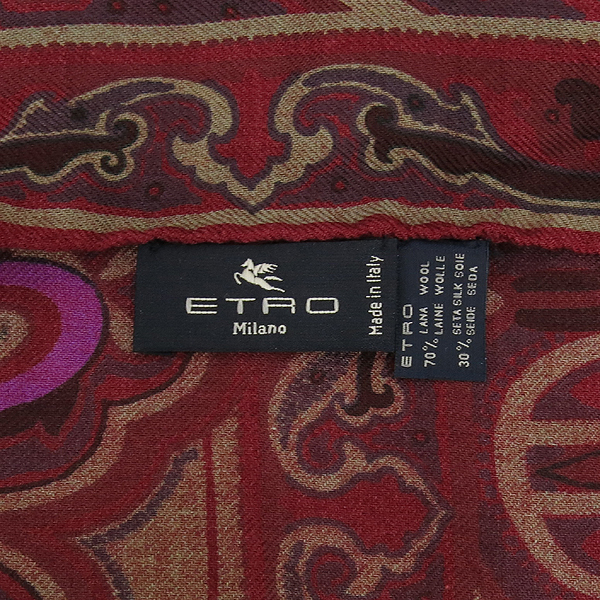 ETRO
Milano
Made in Italy
ETRO
70% LANA WOOL
LAINE WOLLE
30% SETA SILK SOIE
SEIDE SEDA